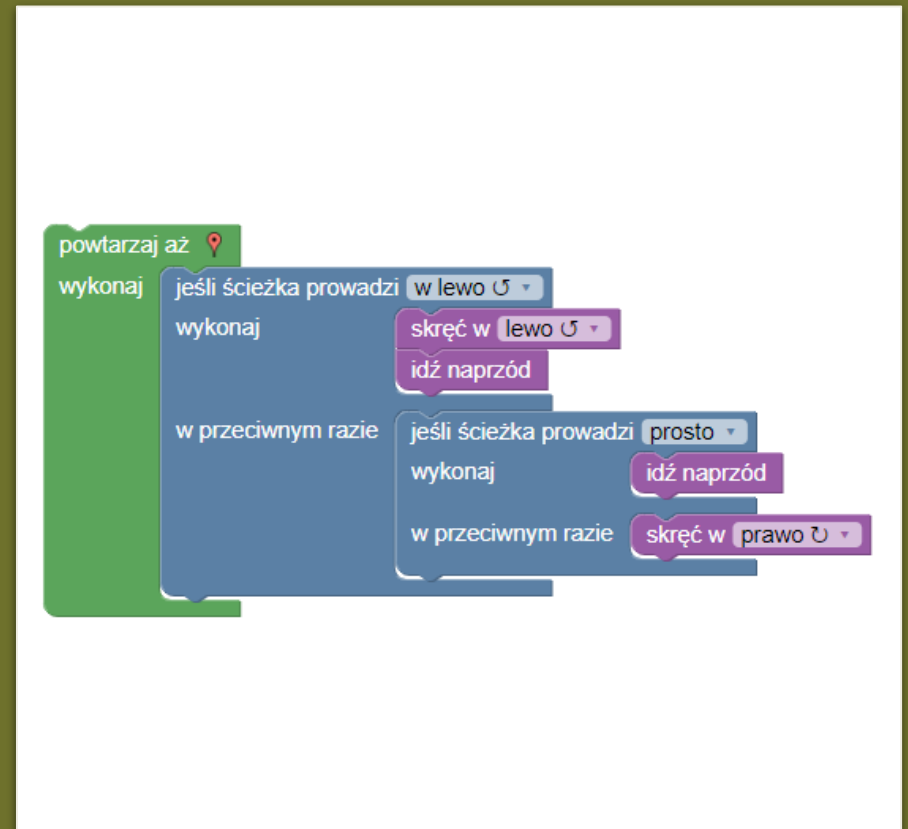 powtarzaj aż
wykonaj jeśli ścieżka prowadzi w lewo ↺
wykonaj skręć w lewo ↺
idź naprzód
w przeciwnym razie jeśli ścieżka prowadzi prosto
wykonaj idź naprzód
w przeciwnym razie skręć w prawo ↻